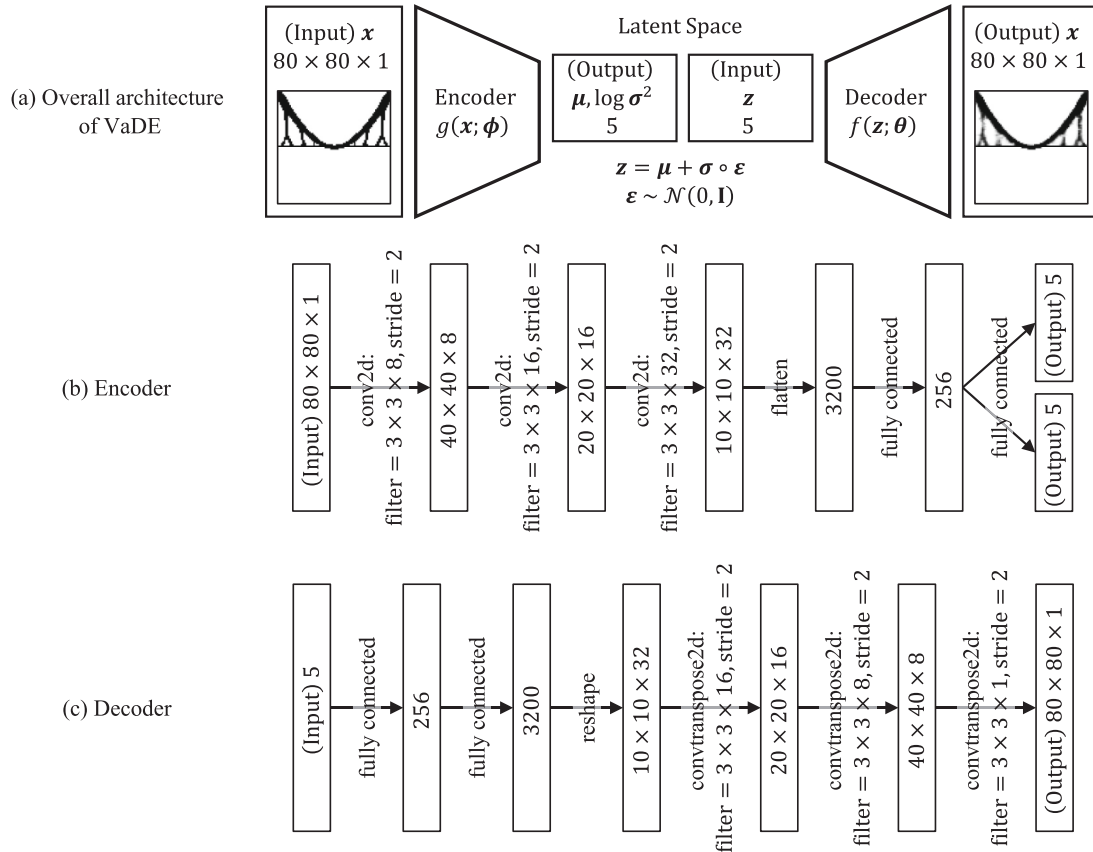 (a) Overall architecture
of VaDE
(Input) 𝒙
80 × 80 × 1
Encoder
g(𝒙; 𝝓)
Latent Space
(Output)
𝝁, log 𝝈²
5
(Input)
𝒛
5
𝒛 = 𝝁 + 𝝈 ∘ 𝜺
𝜺 ~ 𝒩(0, 𝐈)
Decoder
f(𝒛; 𝜽)
(Output) 𝒙
80 × 80 × 1
(b) Encoder
(Input) 80 × 80 × 1
conv2d:
filter = 3 × 3 × 8, stride = 2
40 × 40 × 8
conv2d:
filter = 3 × 3 × 16, stride = 2
20 × 20 × 16
conv2d:
filter = 3 × 3 × 32, stride = 2
10 × 10 × 32
flatten
3200
fully connected
256
fully connected
(Output) 5
(Output) 5
(c) Decoder
(Input) 5
fully connected
256
fully connected
3200
reshape
10 × 10 × 32
convtranspose2d:
filter = 3 × 3 × 16, stride = 2
20 × 20 × 16
convtranspose2d:
filter = 3 × 3 × 8, stride = 2
40 × 40 × 8
convtranspose2d:
filter = 3 × 3 × 1, stride = 2
(Output) 80 × 80 × 1